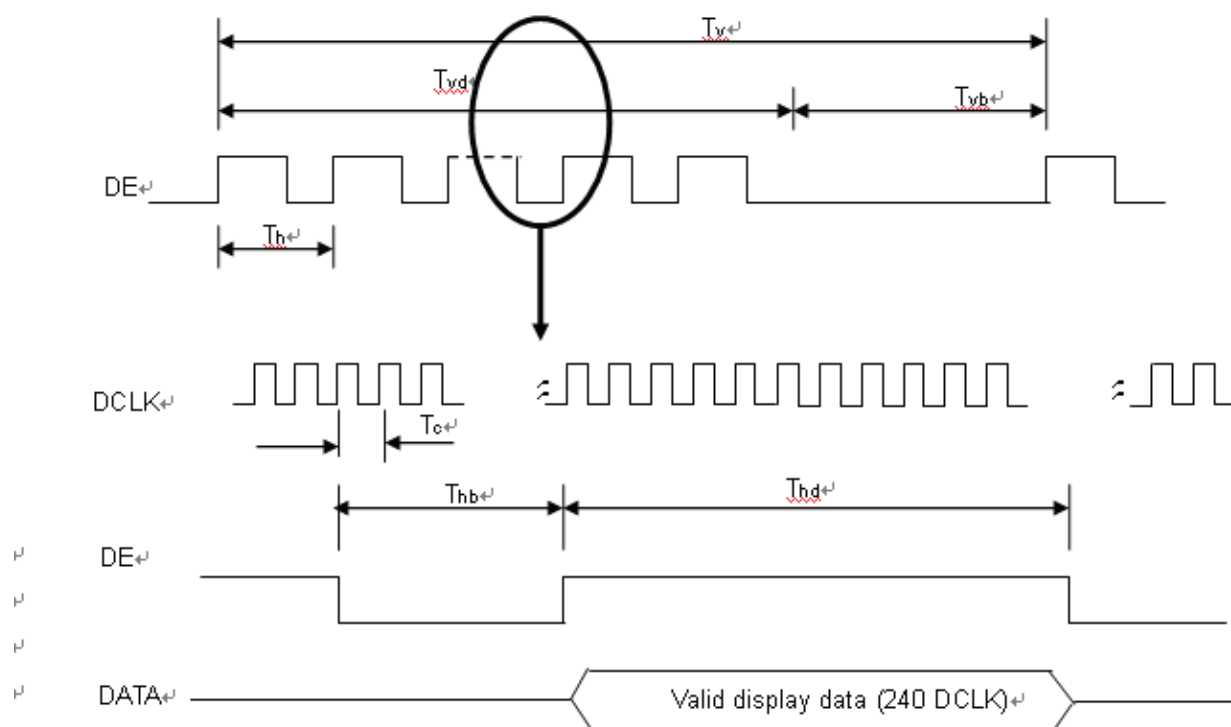 Tv↵
Tvd↵
Tvb↵
DE↵
Th↵
DCLK↵
Tc↵
Thb↵
Thd↵
↵
DE↵
↵
↵
↵
DATA↵
Valid display data (240 DCLK)↵